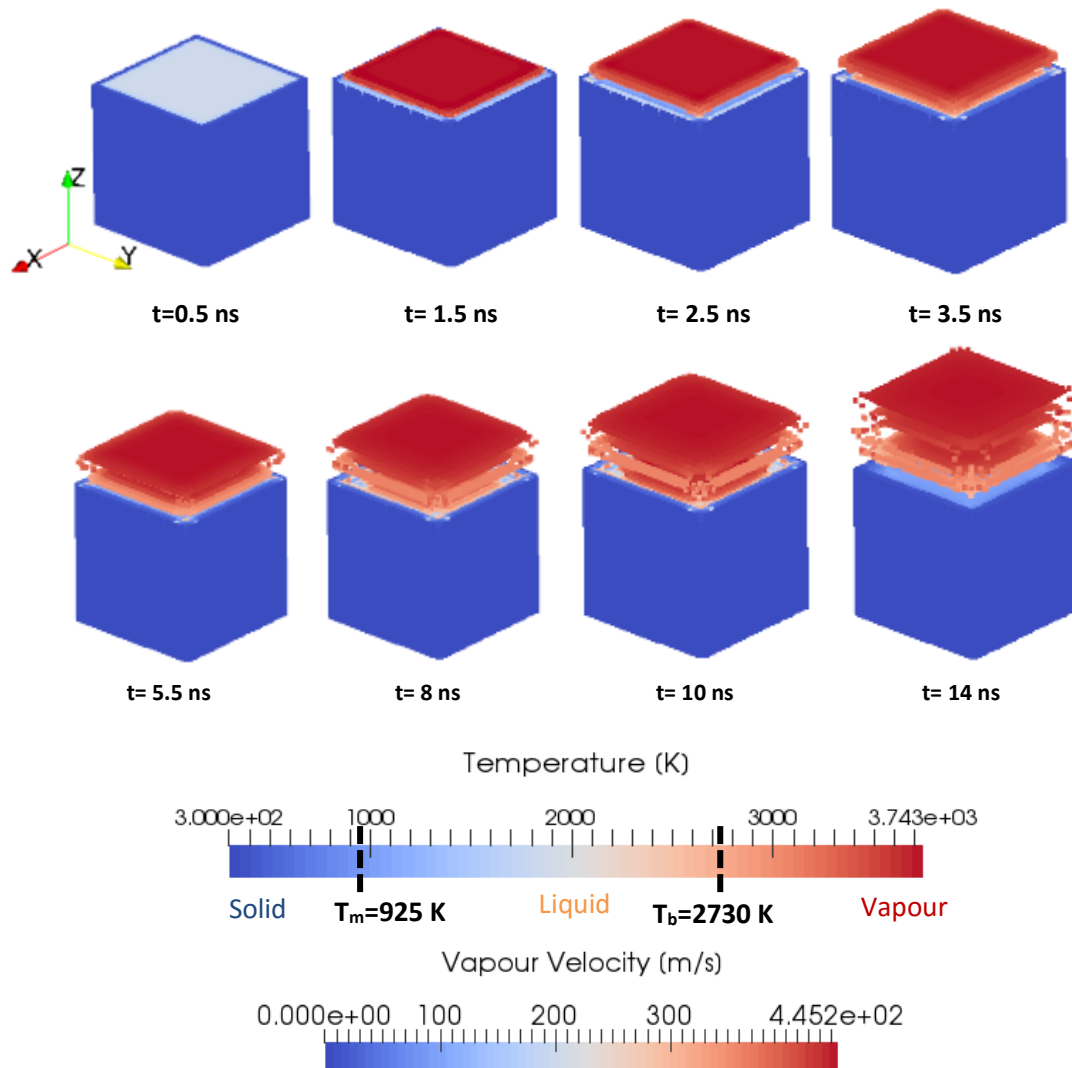 Z
X
Y
t=0.5 ns
t= 1.5 ns
t= 2.5 ns
t= 3.5 ns
t= 5.5 ns
t= 8 ns
t= 10 ns
t= 14 ns
Temperature (K)
3.000e+02 1000 2000 3000 3.743e+03
Solid Tₘ=925 K Liquid T_b=2730 K Vapour
Vapour Velocity (m/s)
0.000e+00 100 200 300 4.452e+02